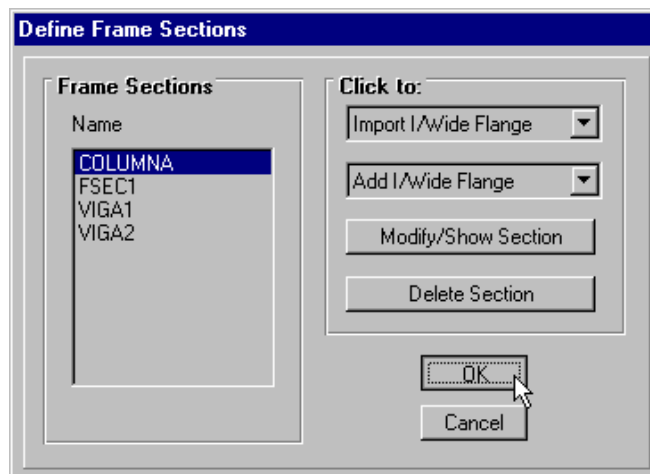 Define Frame Sections
Frame Sections
Name
COLUMNA
FSEC1
VIGA1
VIGA2
Click to:
Import I/Wide Flange
Add I/Wide Flange
Modify/Show Section
Delete Section
OK
Cancel